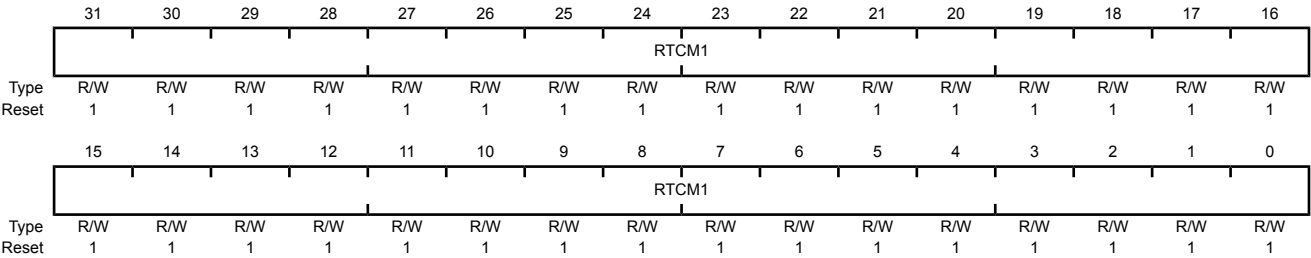 31 30 29 28 27 26 25 24 23 22 21 20 19 18 17 16
RTCM1
Type R/W R/W R/W R/W R/W R/W R/W R/W R/W R/W R/W R/W R/W R/W R/W R/W
Reset 1 1 1 1 1 1 1 1 1 1 1 1 1 1 1 1
15 14 13 12 11 10 9 8 7 6 5 4 3 2 1 0
RTCM1
Type R/W R/W R/W R/W R/W R/W R/W R/W R/W R/W R/W R/W R/W R/W R/W R/W
Reset 1 1 1 1 1 1 1 1 1 1 1 1 1 1 1 1